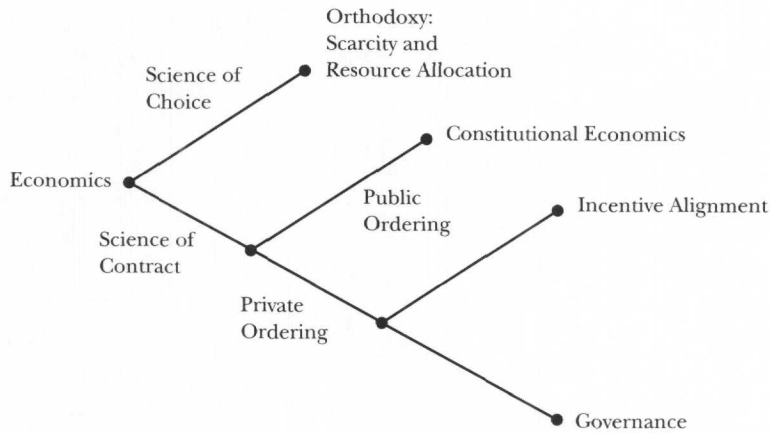 Orthodoxy:
Scarcity and
Resource Allocation
Science of
Choice
Constitutional Economics
Economics
Public
Ordering
Incentive Alignment
Science of
Contract
Private
Ordering
Governance